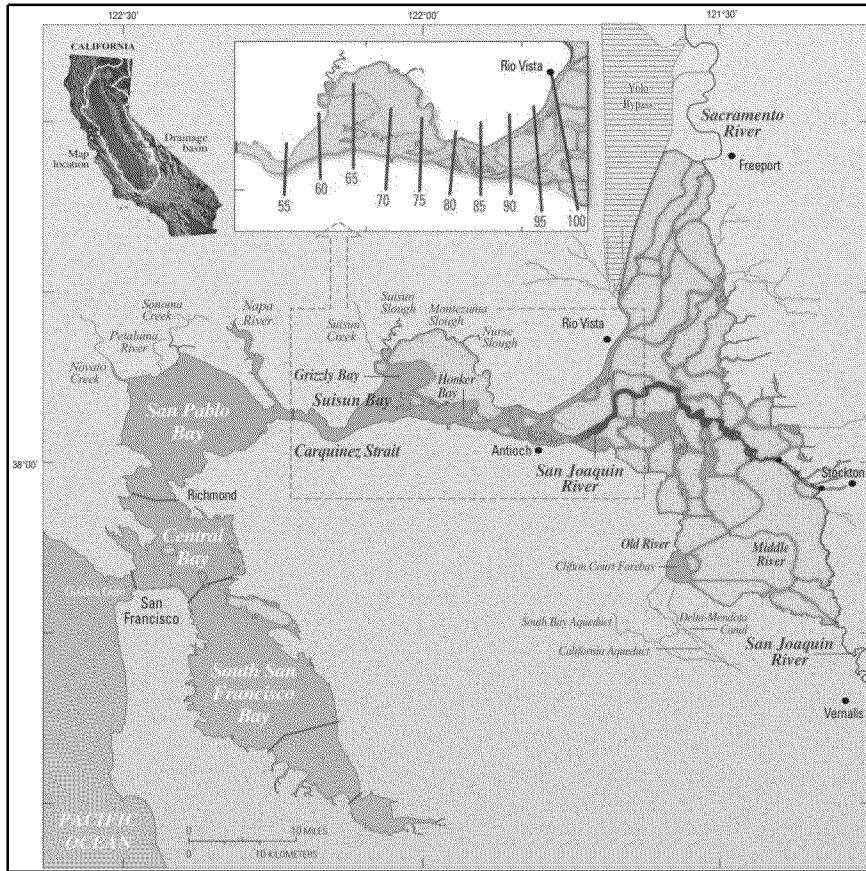 122°30'
122°00'
121°30'
CALIFORNIA
Map
location
Drainage
basin
Rio Vista
55
60
65
70
75
80
85
90
95
100
Yolo
Bypass
Sacramento
River
Freeport
Sonoma
Creek
Petaluma
River
Novato
Creek
Napa
River
Suisun
Creek
Suisun
Slough
Montezuma
Slough
Nurse
Slough
Rio Vista
Grizzly Bay
Honker
Bay
Suisun Bay
San Pablo
Bay
Carquinez Strait
Antioch
San Joaquin
River
Stockton
38°00'
Richmond
Central
Bay
Golden Gate
San
Francisco
Old River
Middle
River
Clifton Court Forebay
South Bay Aqueduct
Delta-Mendota
Canal
California Aqueduct
San Joaquin
River
Vernalis
South San
Francisco
Bay
PACIFIC
OCEAN
0 10 MILES
0 10 KILOMETERS